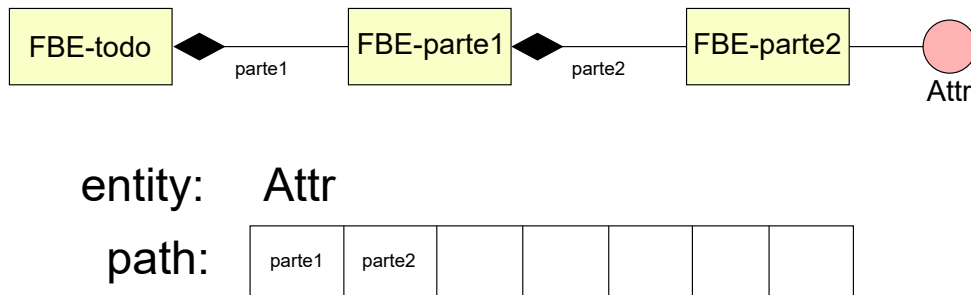 FBE-todo FBE-parte1 FBE-parte2
parte1 parte2
Attr
entity: Attr
path: parte1 parte2